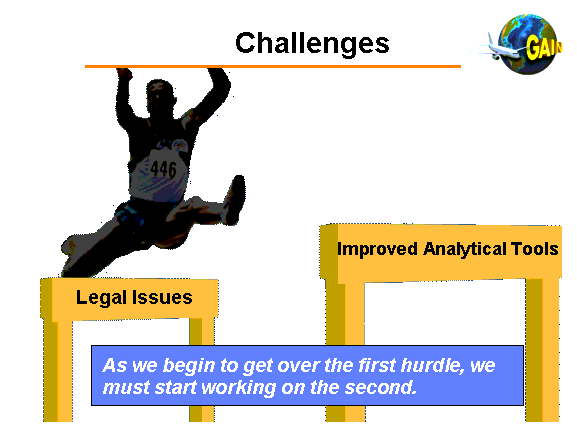 Challenges
GAIN
446
Improved Analytical Tools
Legal Issues
As we begin to get over the first hurdle, we
must start working on the second.